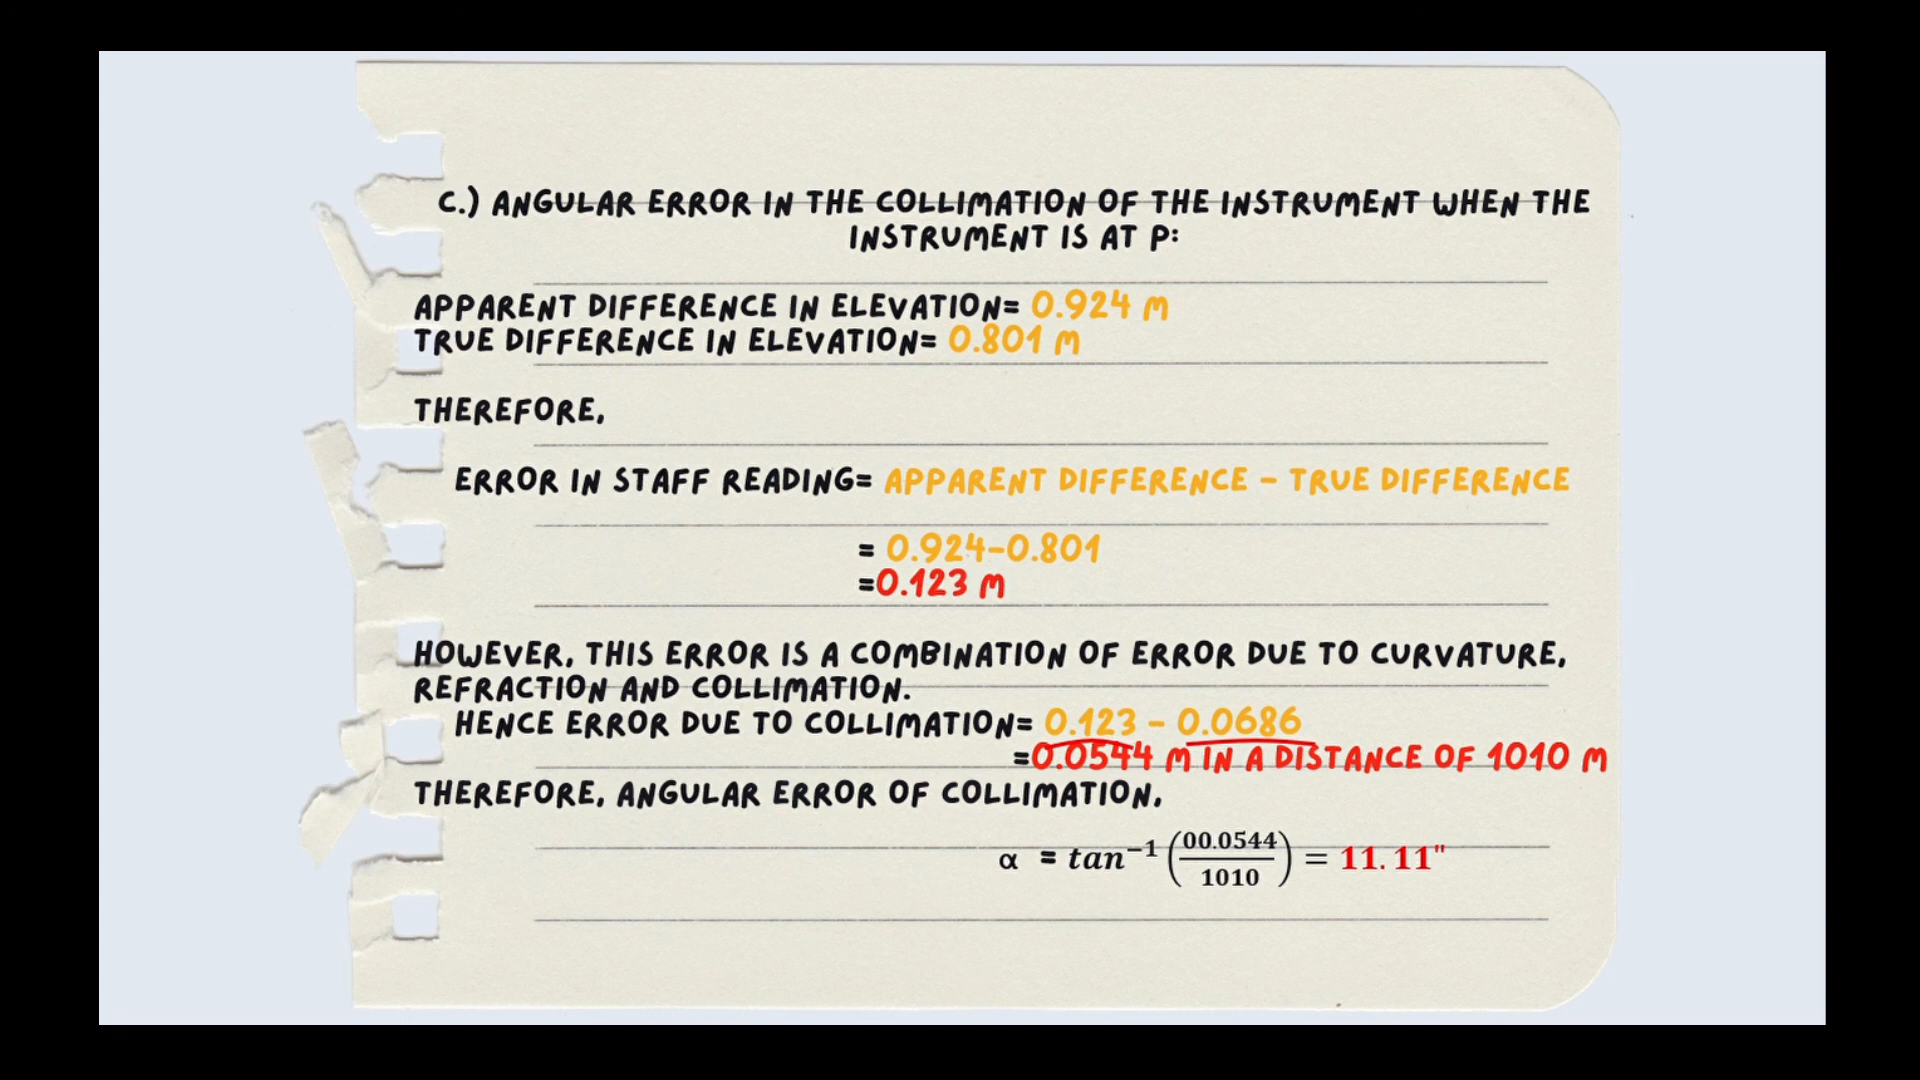 C.) ANGULAR ERROR IN THE COLLIMATION OF THE INSTRUMENT WHEN THE
INSTRUMENT IS AT P:
APPARENT DIFFERENCE IN ELEVATION= 0.924 M
TRUE DIFFERENCE IN ELEVATION= 0.801 M
THEREFORE,
ERROR IN STAFF READING= APPARENT DIFFERENCE - TRUE DIFFERENCE
= 0.924-0.801
=0.123 M
HOWEVER, THIS ERROR IS A COMBINATION OF ERROR DUE TO CURVATURE,
REFRACTION AND COLLIMATION.
HENCE ERROR DUE TO COLLIMATION= 0.123 - 0.0686
=0.0544 M IN A DISTANCE OF 1010 M
THEREFORE, ANGULAR ERROR OF COLLIMATION,
α = tan⁻¹ (00.0544/1010) = 11.11"